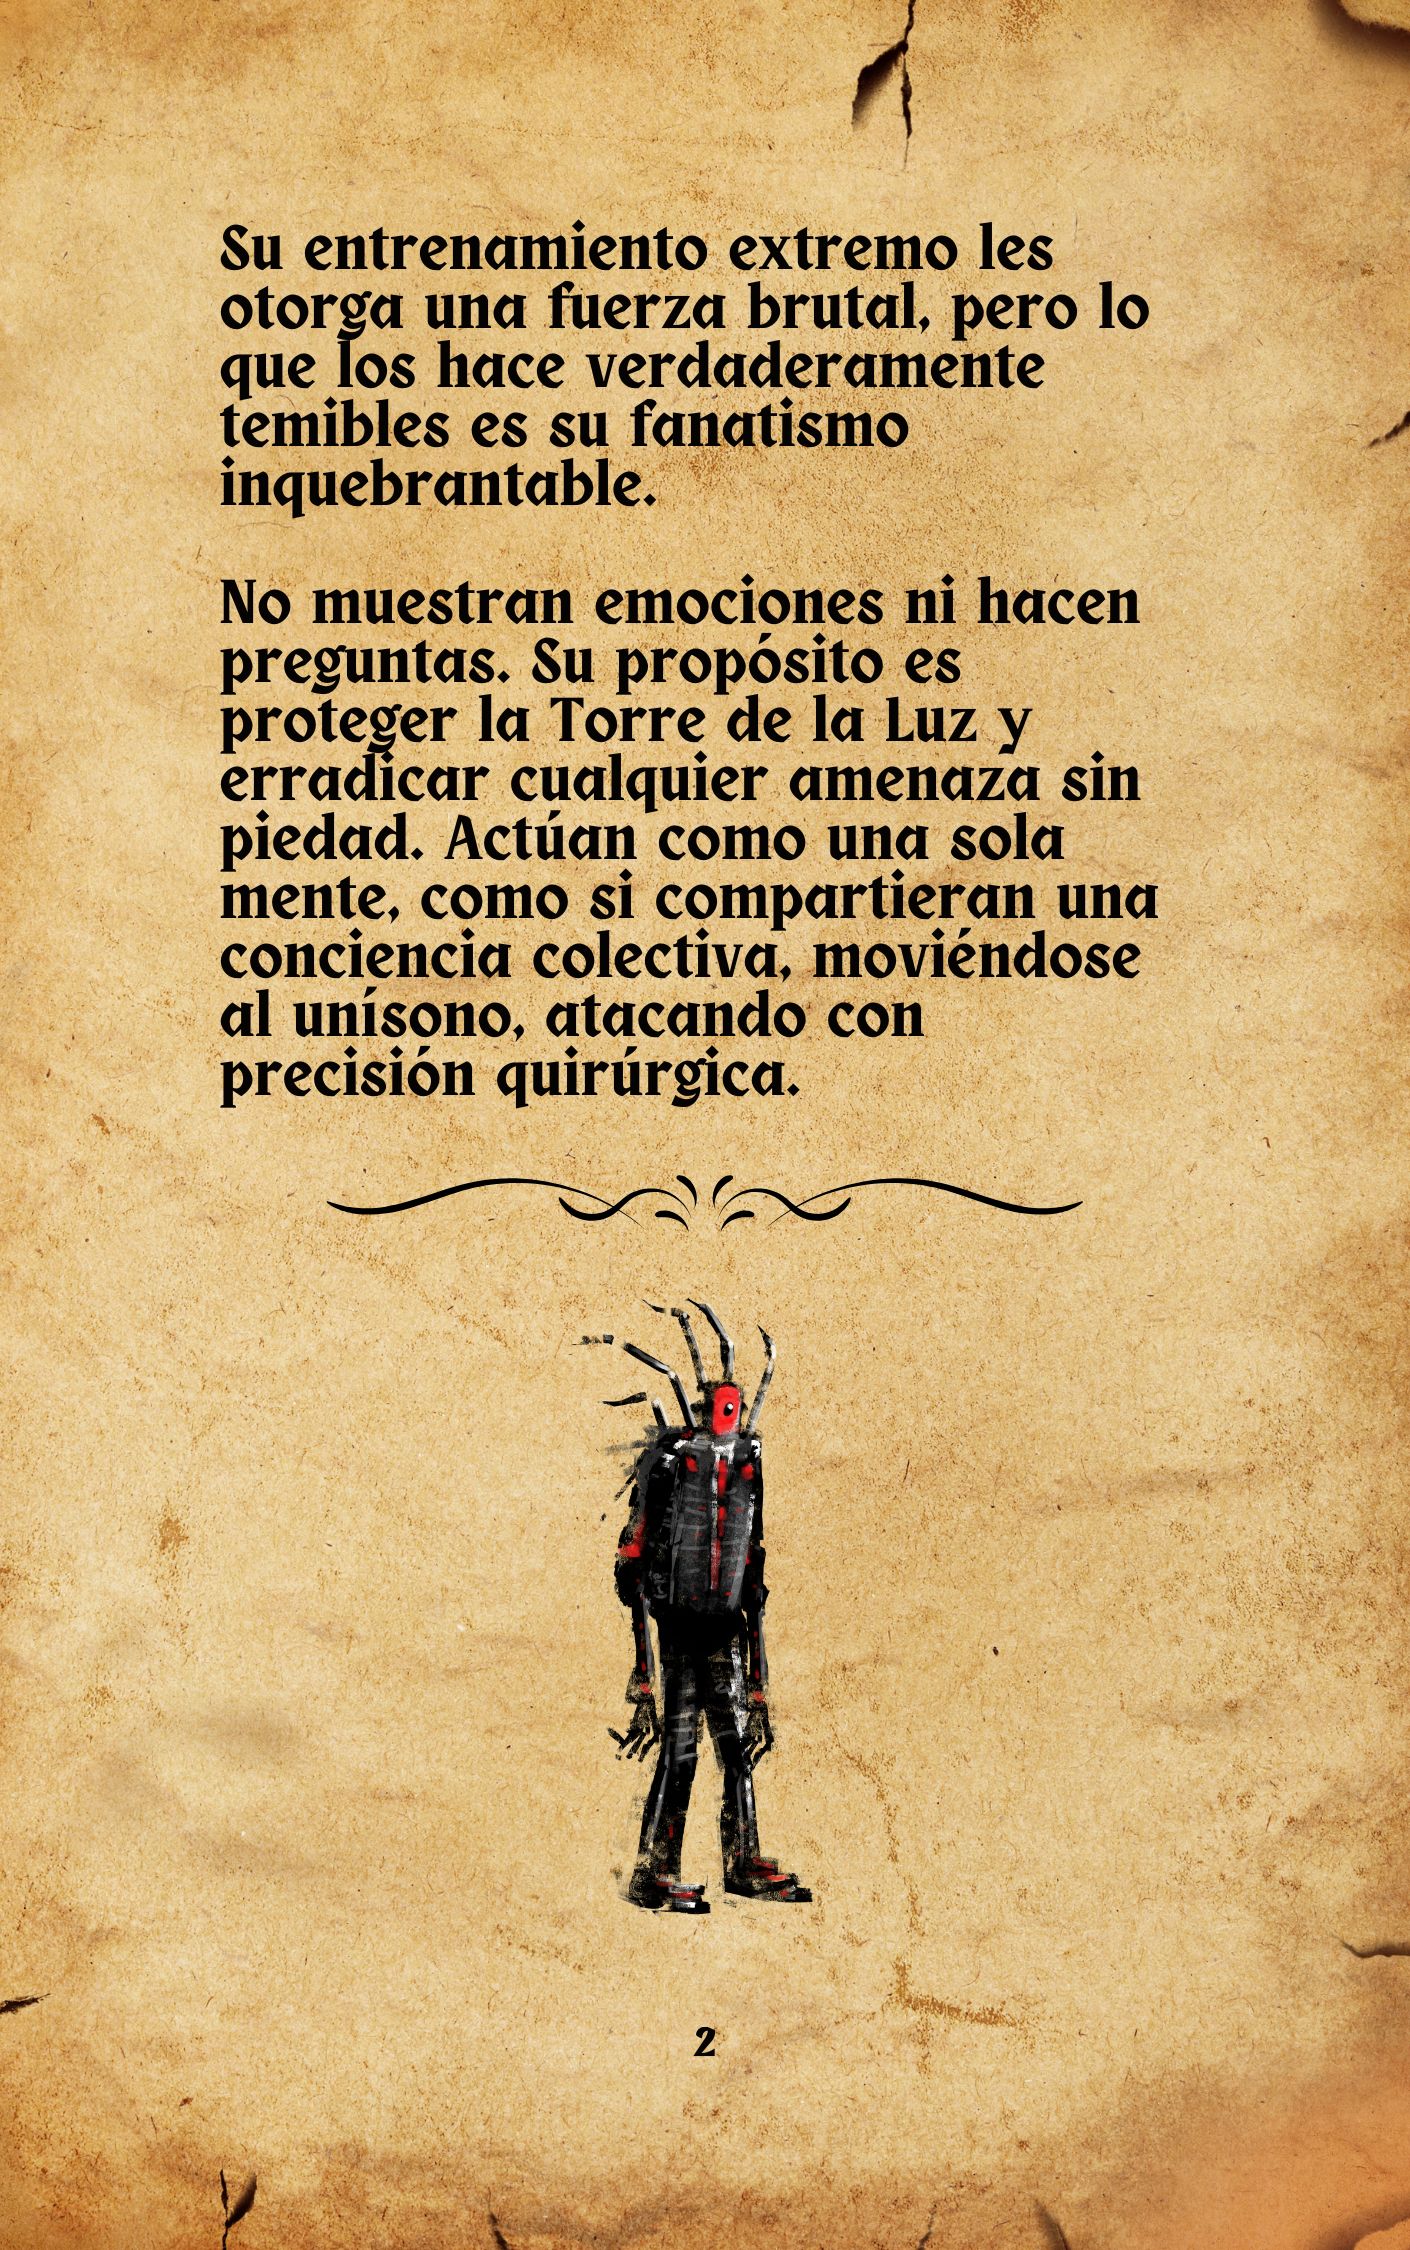 Su entrenamiento extremo les
otorga una fuerza brutal, pero lo
que los hace verdaderamente
temibles es su fanatismo
inquebrantable.
No muestran emociones ni hacen
preguntas. Su propósito es
proteger la Torre de la Luz y
erradicar cualquier amenaza sin
piedad. Actúan como una sola
mente, como si compartieran una
conciencia colectiva, moviéndose
al unísono, atacando con
precisión quirúrgica.
2